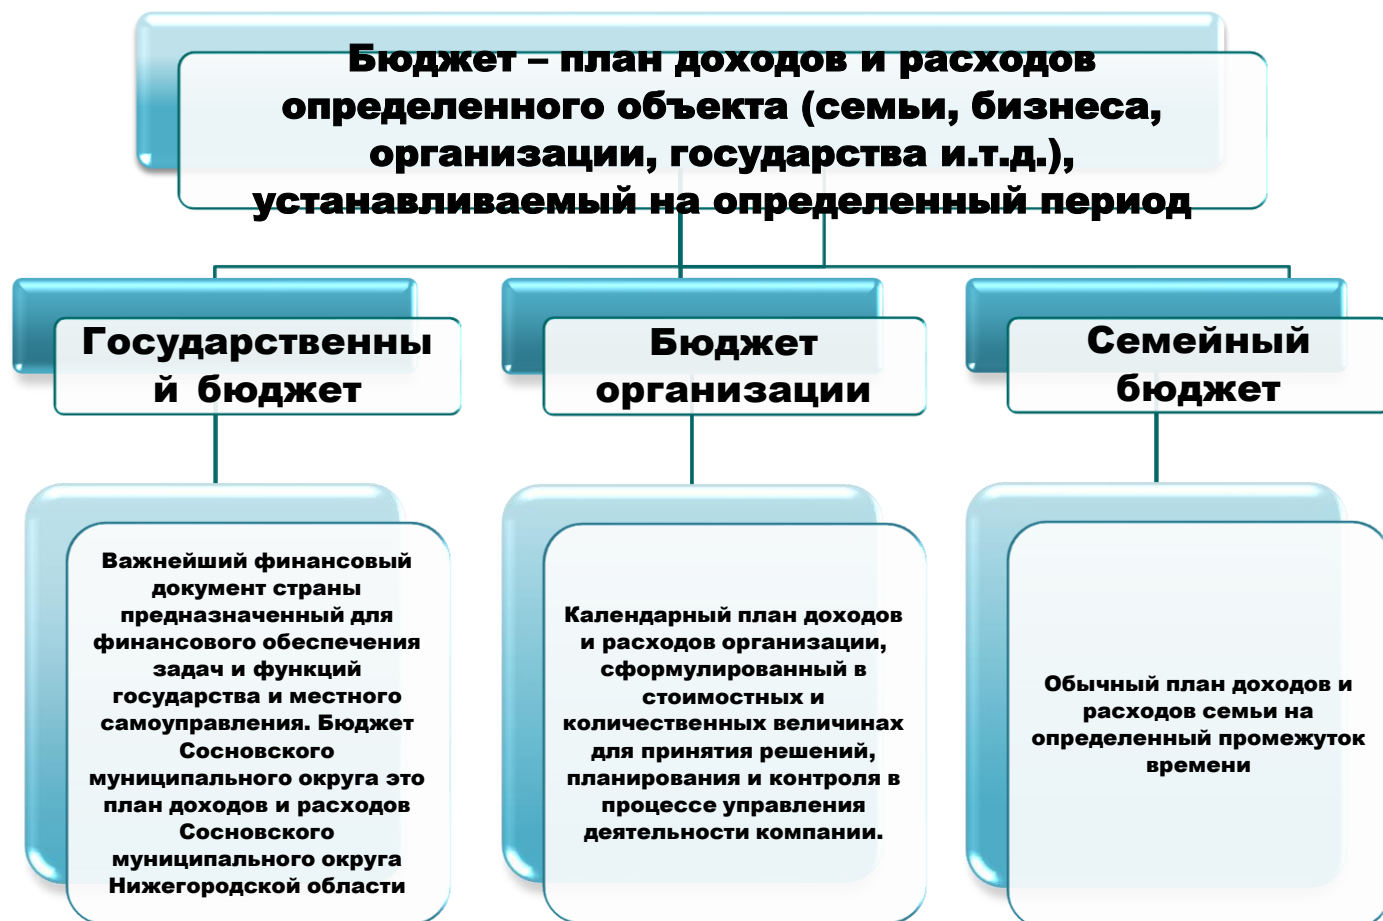 Бюджет – план доходов и расходов
определенного объекта (семьи, бизнеса,
организации, государства и.т.д.),
устанавливаемый на определенный период
Государственны
й бюджет
Важнейший финансовый
документ страны
предназначенный для
финансового обеспечения
задач и функций
государства и местного
самоуправления. Бюджет
Сосновского
муниципального округа это
план доходов и расходов
Сосновского
муниципального округа
Нижегородской области
Бюджет
организации
Календарный план доходов
и расходов организации,
сформулированный в
стоимостных и
количественных величинах
для принятия решений,
планирования и контроля в
процессе управления
деятельности компании.
Семейный
бюджет
Обычный план доходов и
расходов семьи на
определенный промежуток
времени